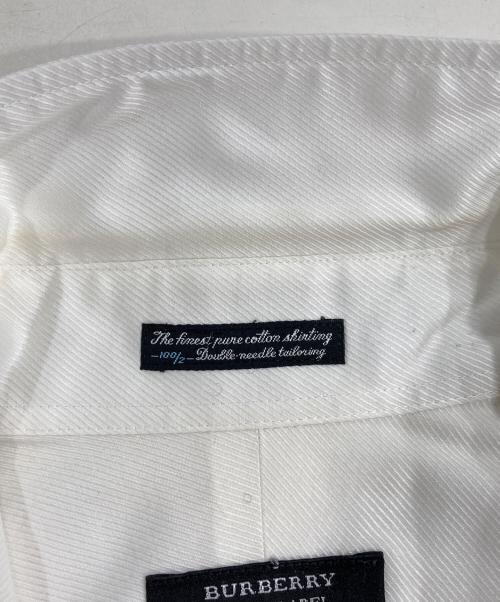 The finest pure cotton shirting
–100/2– Double-needle tailoring
BURBERRY